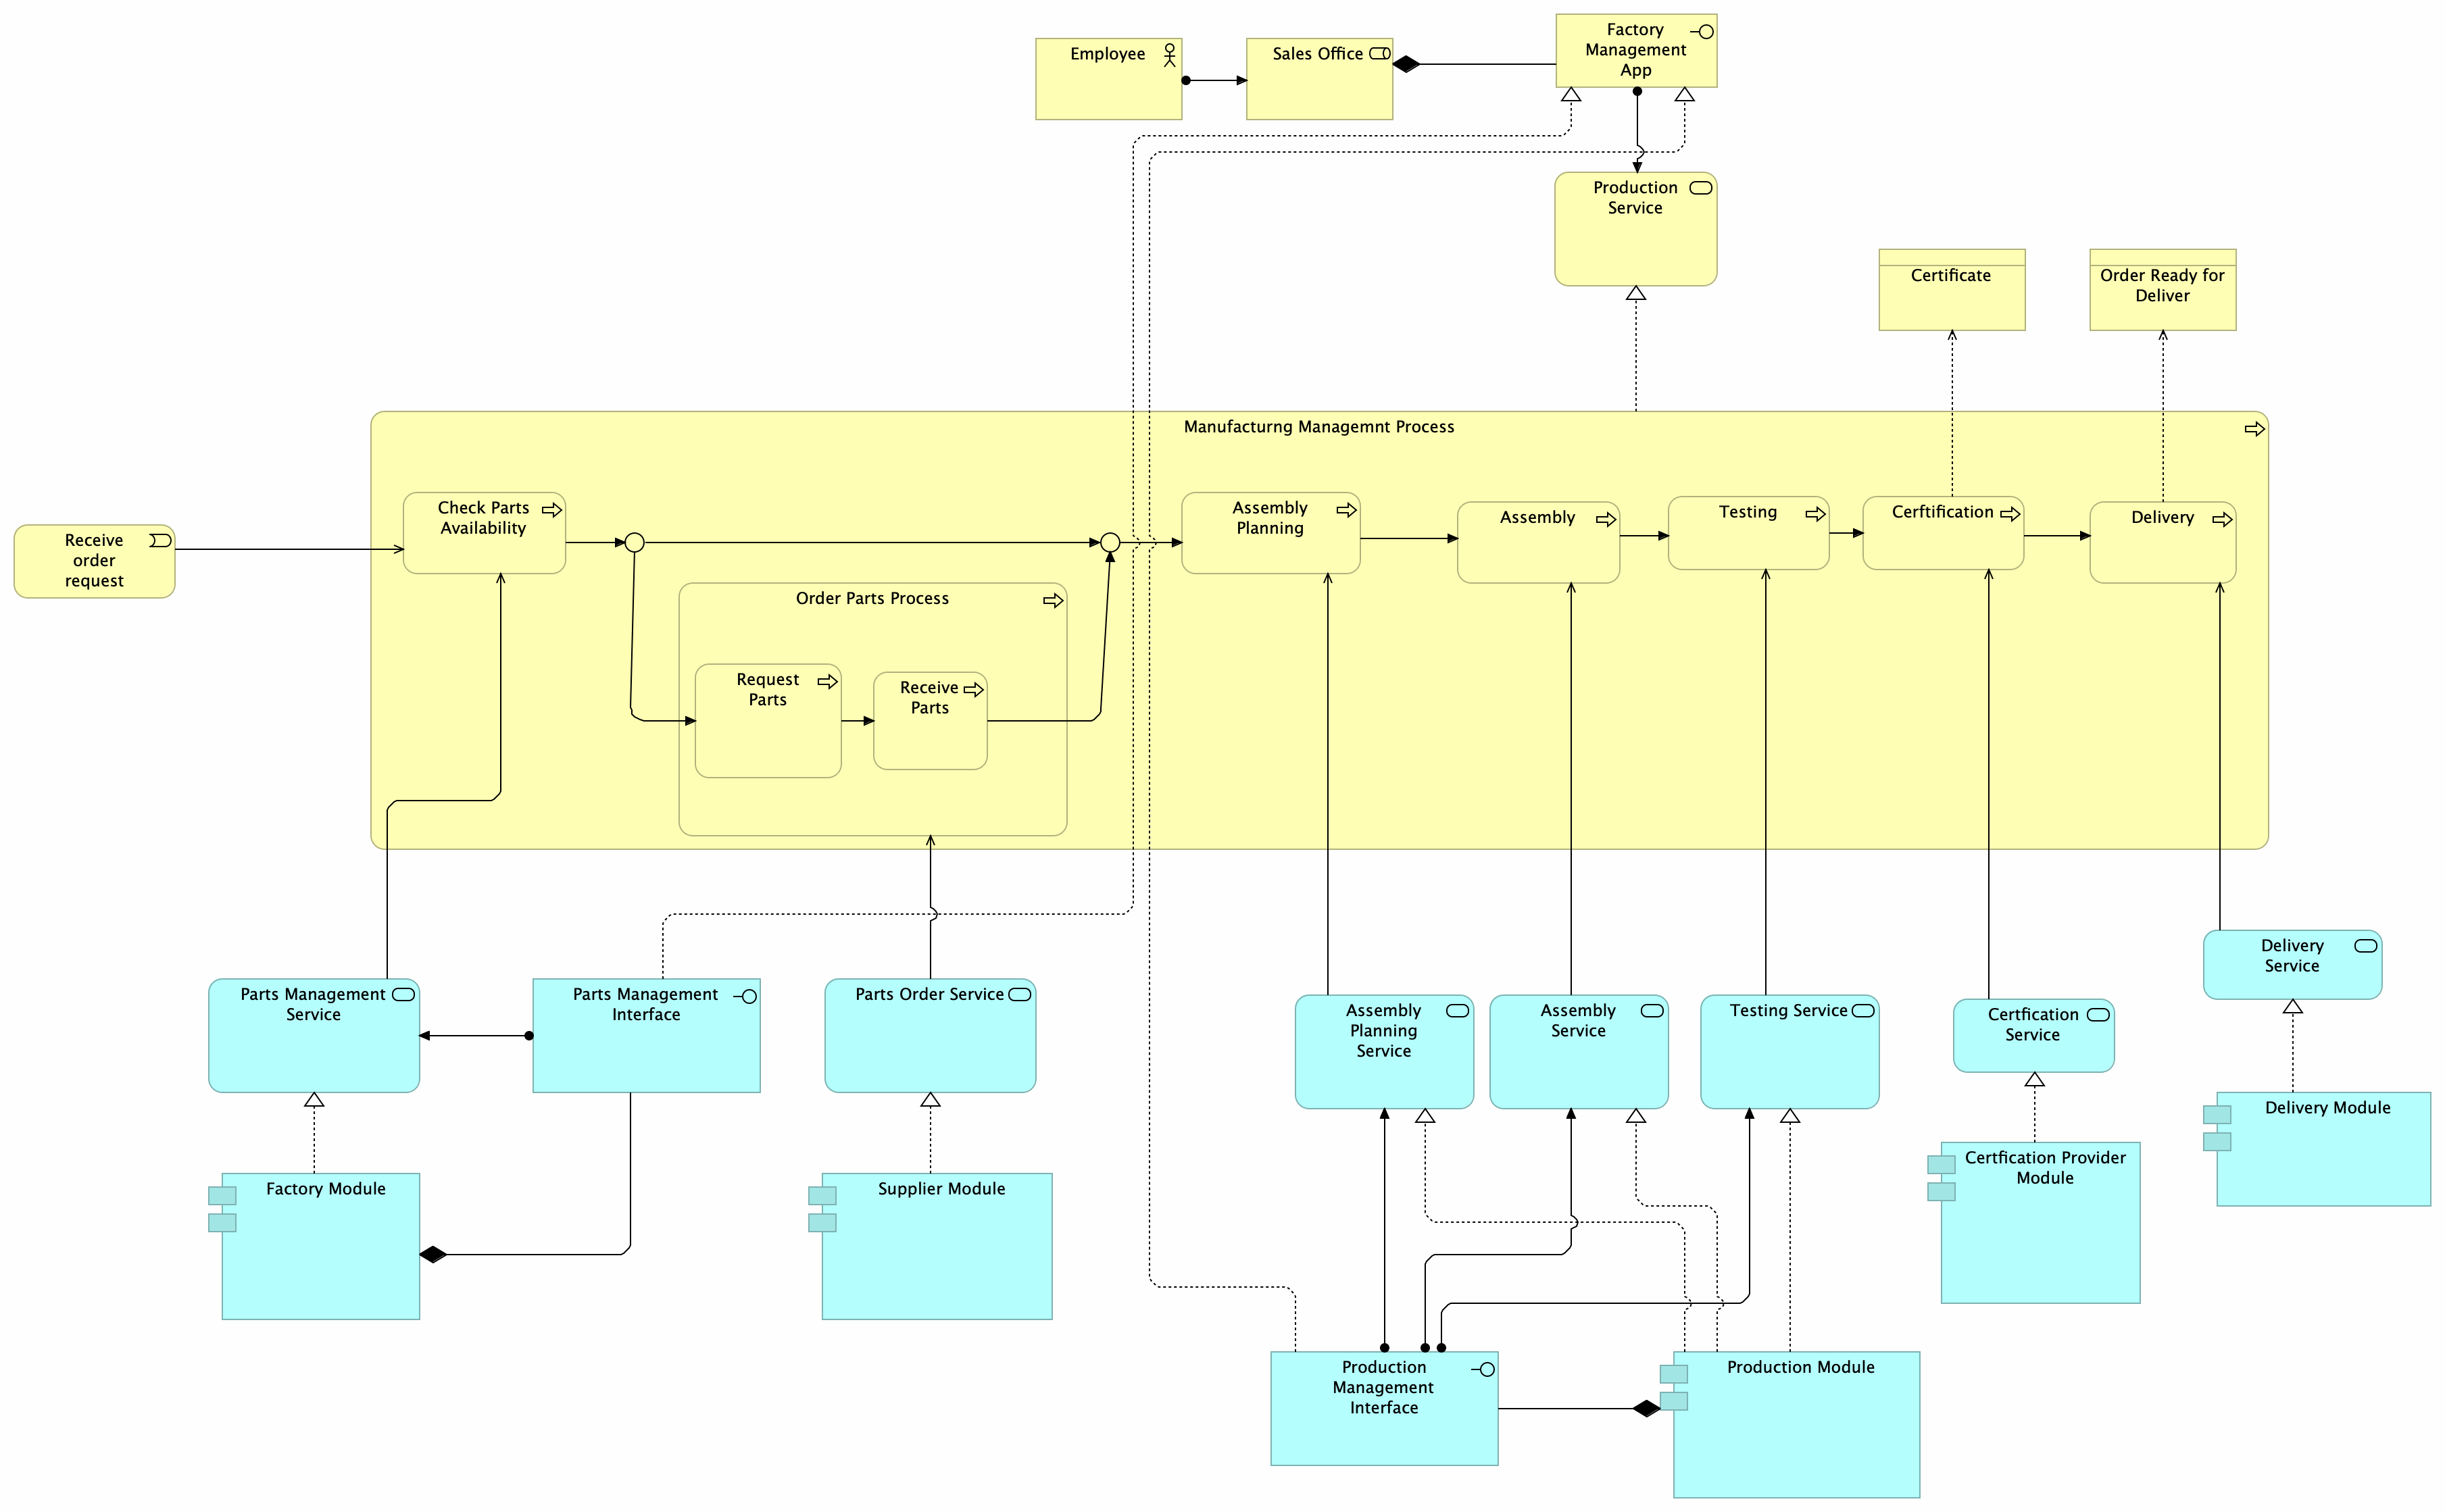 Factory
Management
App
Employee
Sales Office
Production
Service
Certificate
Order Ready for
Deliver
Manufacturng Managemnt Process
Receive
order
request
Check Parts
Availability
Assembly
Planning
Assembly
Testing
Cerftification
Delivery
Order Parts Process
Request
Parts
Receive
Parts
Parts Management
Service
Parts Management
Interface
Parts Order Service
Assembly
Planning
Service
Assembly
Service
Testing Service
Certfication
Service
Delivery
Service
Factory Module
Supplier Module
Certfication Provider
Module
Delivery Module
Production
Management
Interface
Production Module